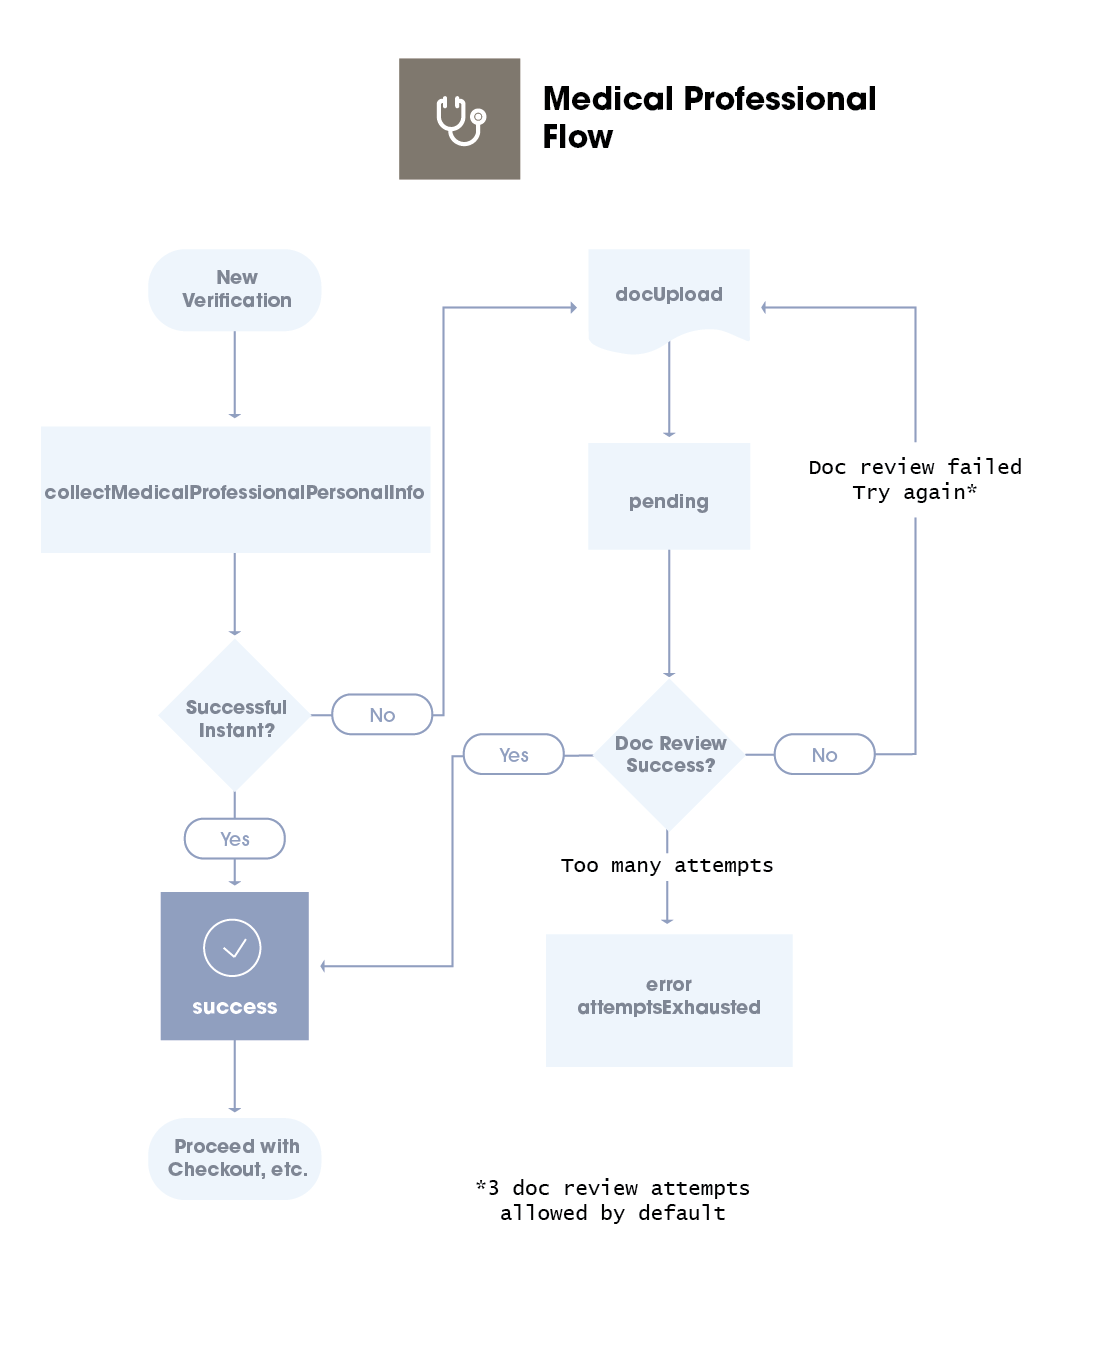 Medical Professional
Flow
New
Verification
collectMedicalProfessionalPersonalInfo
Successful
Instant?
No
Yes
success
Proceed with
Checkout, etc.
docUpload
pending
Doc review failed
Try again*
Doc Review
Success?
Yes
No
Too many attempts
error
attemptsExhausted
*3 doc review attempts
allowed by default